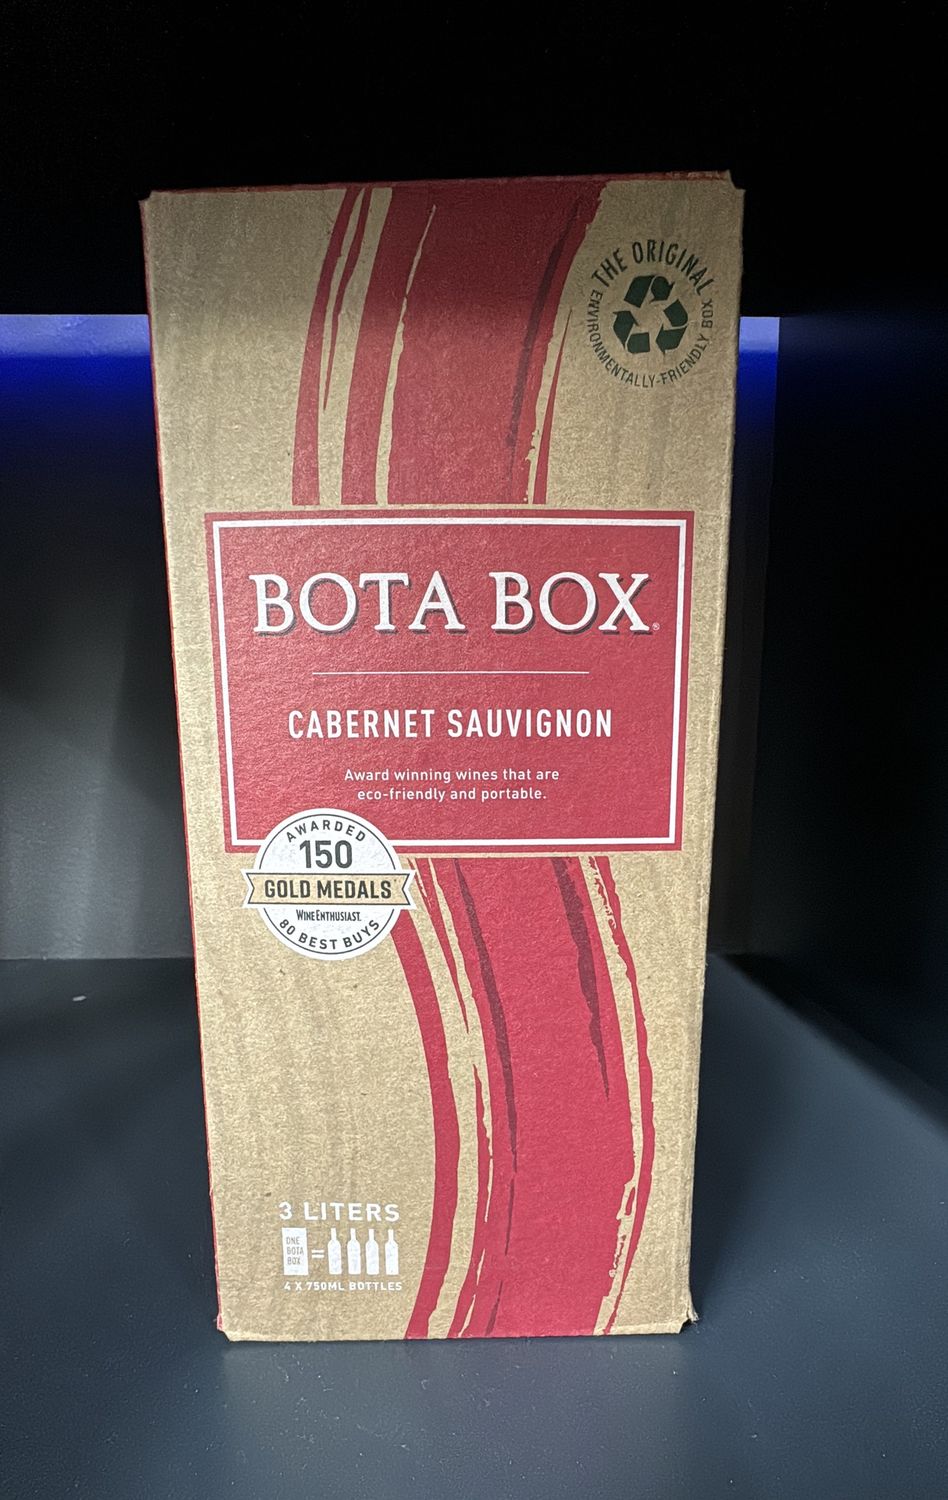 THE ORIGINAL
ENVIRONMENTALLY-FRIENDLY BOX
BOTA BOX®
CABERNET SAUVIGNON
Award winning wines that are
eco-friendly and portable.
AWARDED
150
GOLD MEDALS
WINE ENTHUSIAST
80 BEST BUYS
3 LITERS
ONE
BOTA
BOX
=
4 X 750ML BOTTLES